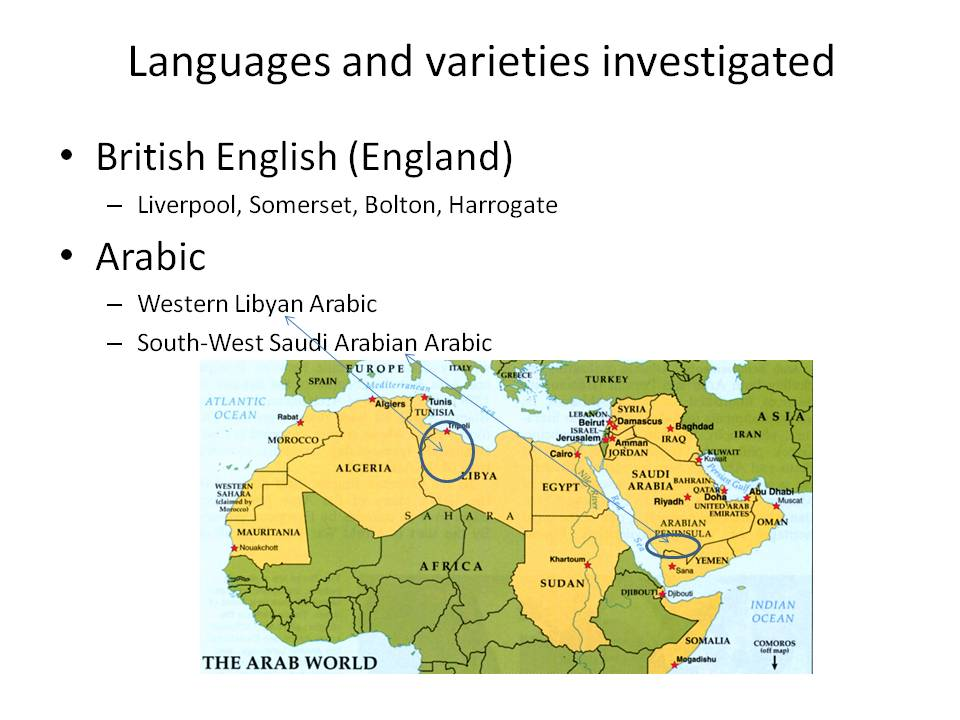 Languages and varieties investigated
• British English (England)
– Liverpool, Somerset, Bolton, Harrogate
• Arabic
– Western Libyan Arabic
– South-West Saudi Arabian Arabic
EUROPE
ITALY
GREECE
SPAIN
TURKEY
Mediterranean
Sea
ATLANTIC
OCEAN
Algiers
Tunis
TUNISIA
Tripoli
Rabat
MOROCCO
LEBANON
SYRIA
Beirut
Damascus
ISRAEL
Jerusalem
Amman
JORDAN
Baghdad
IRAQ
ASIA
IRAN
Cairo
KUWAIT
Kuwait
ALGERIA
LIBYA
EGYPT
Nile River
Red
Sea
SAUDI
ARABIA
BAHRAIN
Persian Gulf
QATAR
Doha
Riyadh
Abu Dhabi
UNITED ARAB
EMIRATES
Muscat
OMAN
WESTERN
SAHARA
(claimed by
Morocco)
SAHARA
ARABIAN
PENINSULA
MAURITANIA
Nouakchott
AFRICA
Khartoum
SUDAN
YEMEN
Sana
DJIBOUTI
Djibouti
INDIAN
OCEAN
SOMALIA
Mogadishu
COMOROS
(off map)
THE ARAB WORLD